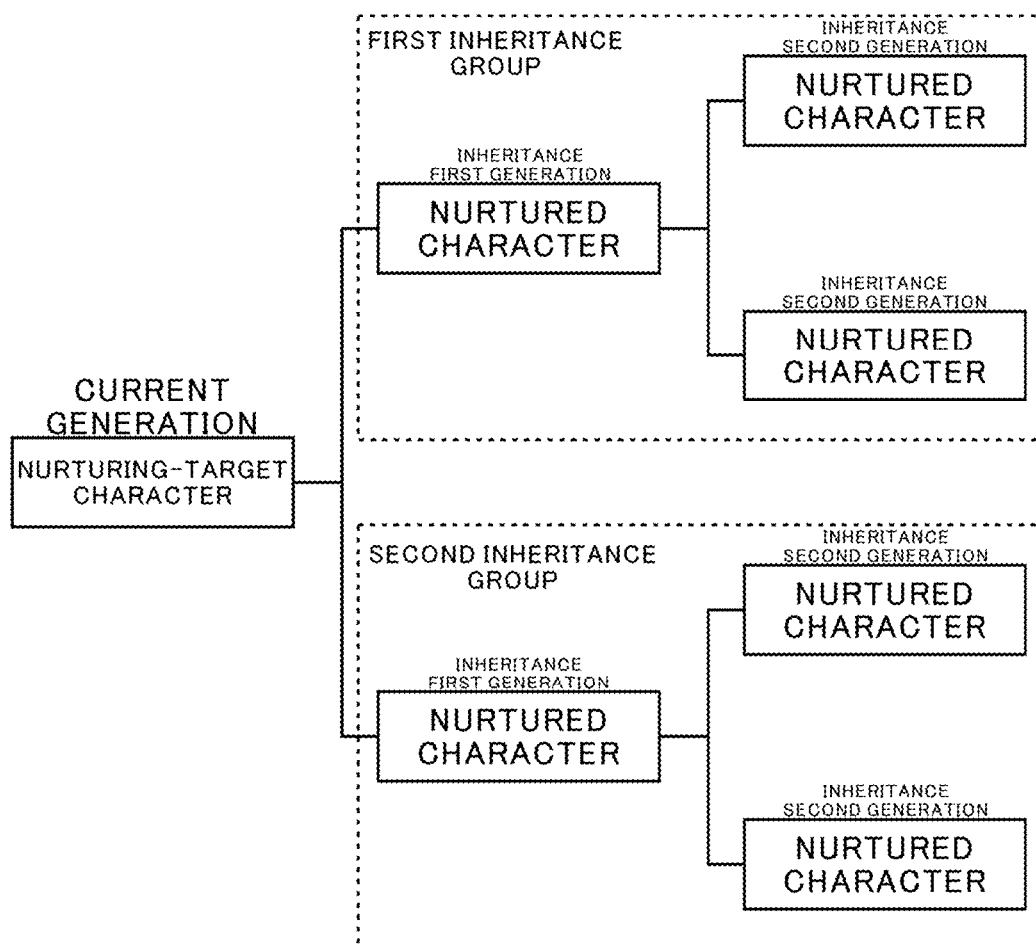 FIRST INHERITANCE
GROUP
INHERITANCE
SECOND GENERATION
NURTURED
CHARACTER
INHERITANCE
FIRST GENERATION
NURTURED
CHARACTER
INHERITANCE
SECOND GENERATION
NURTURED
CHARACTER
CURRENT
GENERATION
NURTURING-TARGET
CHARACTER
SECOND INHERITANCE
GROUP
INHERITANCE
SECOND GENERATION
NURTURED
CHARACTER
INHERITANCE
FIRST GENERATION
NURTURED
CHARACTER
INHERITANCE
SECOND GENERATION
NURTURED
CHARACTER